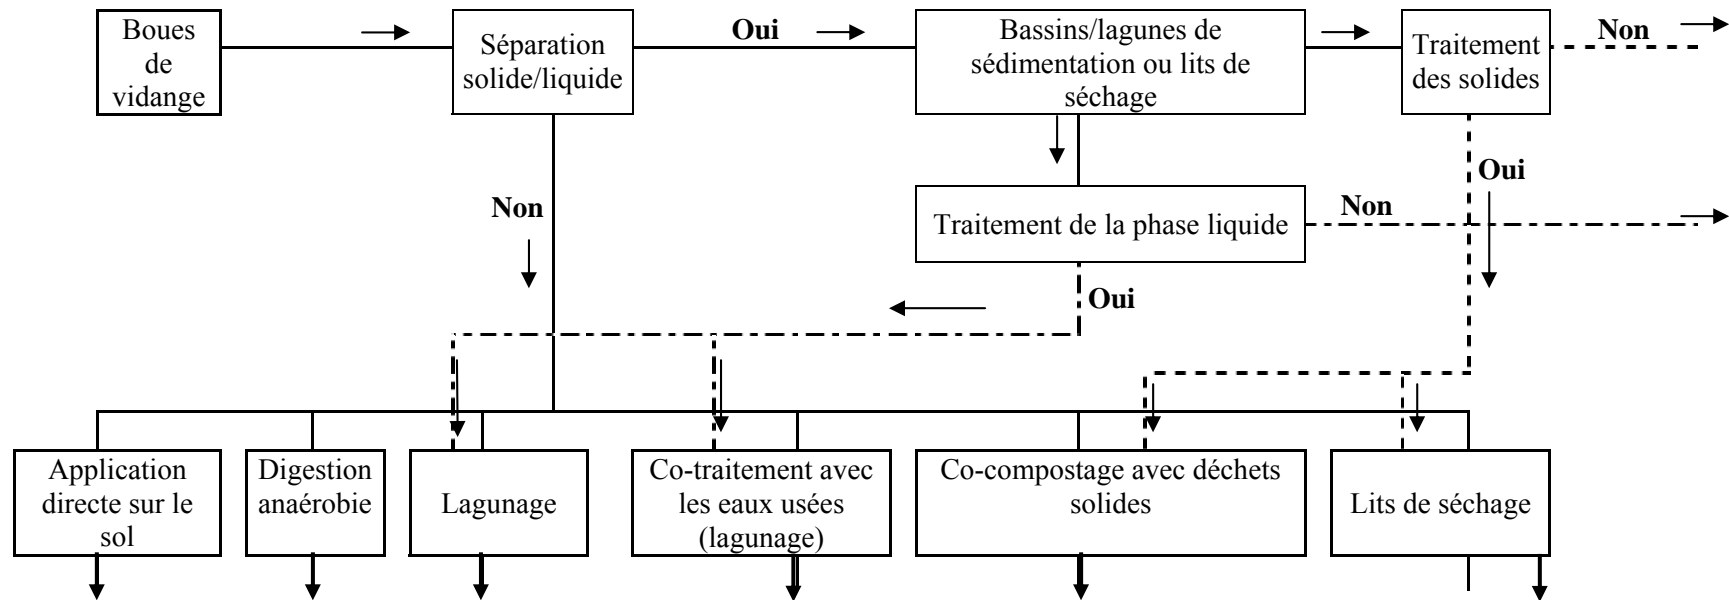 Boues
de
vidange
Séparation
solide/liquide
Oui
Bassins/lagunes de
sédimentation ou lits de
séchage
Traitement
des solides
Non
Oui
Non
Traitement de la phase liquide
Non
Oui
Application
directe sur le
sol
Digestion
anaérobie
Lagunage
Co-traitement avec
les eaux usées
(lagunage)
Co-compostage avec déchets
solides
Lits de séchage